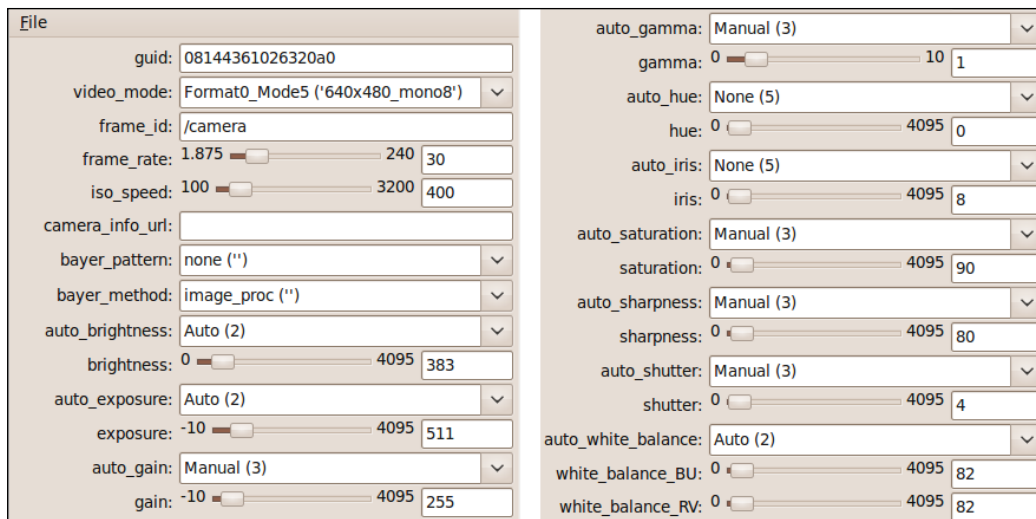 File
guid: 08144361026320a0
video_mode: Format0_Mode5 ('640x480_mono8')
frame_id: /camera
frame_rate: 1.875 240 30
iso_speed: 100 3200 400
camera_info_url:
bayer_pattern: none ('')
bayer_method: image_proc ('')
auto_brightness: Auto (2)
brightness: 0 4095 383
auto_exposure: Auto (2)
exposure: -10 4095 511
auto_gain: Manual (3)
gain: -10 4095 255
auto_gamma: Manual (3)
gamma: 0 10 1
auto_hue: None (5)
hue: 0 4095 0
auto_iris: None (5)
iris: 0 4095 8
auto_saturation: Manual (3)
saturation: 0 4095 90
auto_sharpness: Manual (3)
sharpness: 0 4095 80
auto_shutter: Manual (3)
shutter: 0 4095 4
auto_white_balance: Auto (2)
white_balance_BU: 0 4095 82
white_balance_RV: 0 4095 82